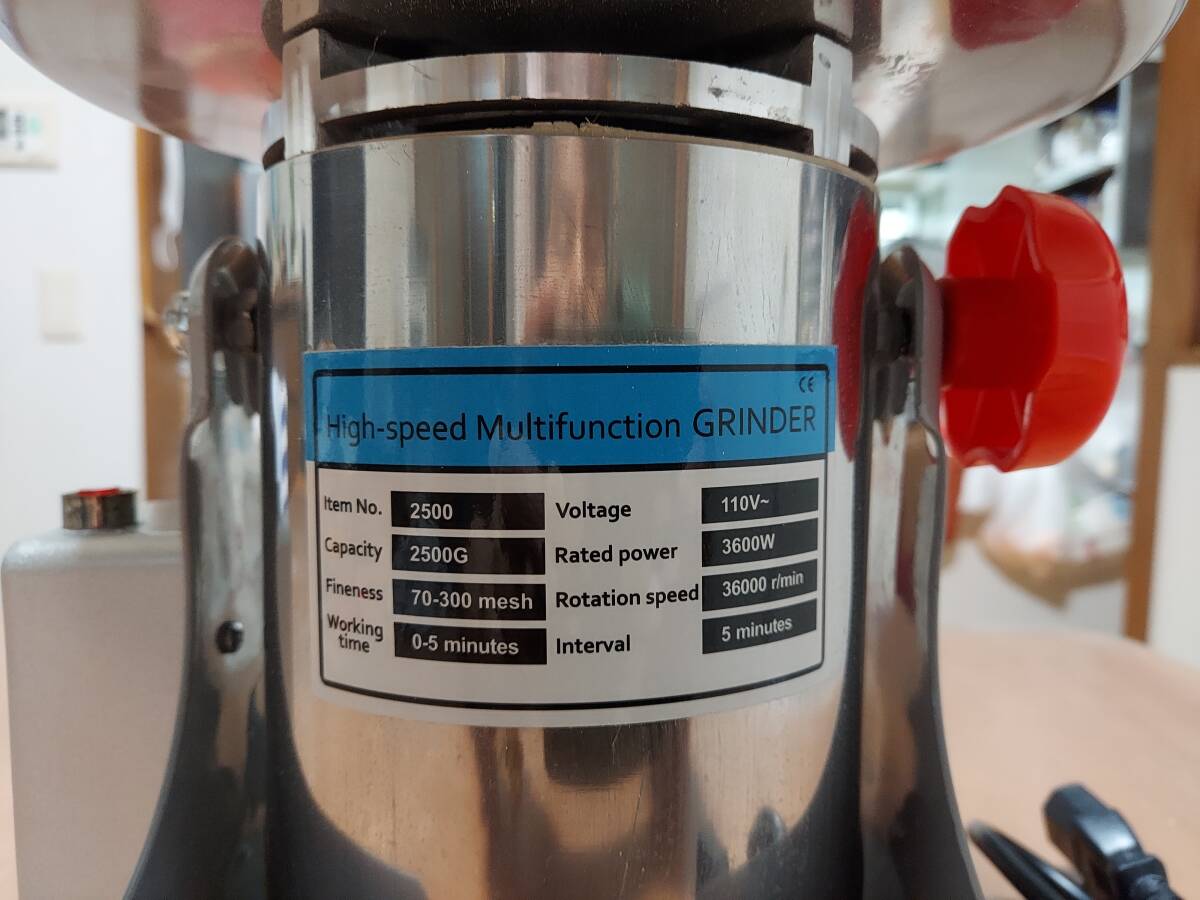 CE
High-speed Multifunction GRINDER
Item No. 2500 Voltage 110V~
Capacity 2500G Rated power 3600W
Fineness 70-300 mesh Rotation speed 36000 r/min
Working time 0-5 minutes Interval 5 minutes